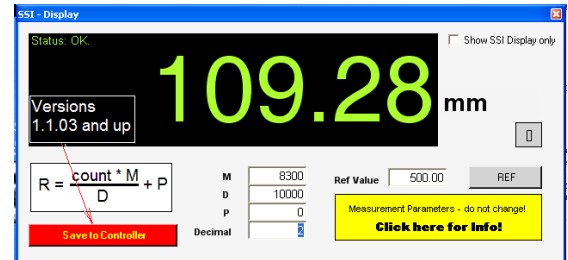 SSI - Display
Status: OK.
Show SSI Display only
109.28 mm
Versions
1.1.03 and up
R = count * M / D + P
M 8300
D 10000
P 0
Decimal 2
Ref Value 500.00 REF
Measurement Parameters - do not change!
Click here for Info!
Save to Controller